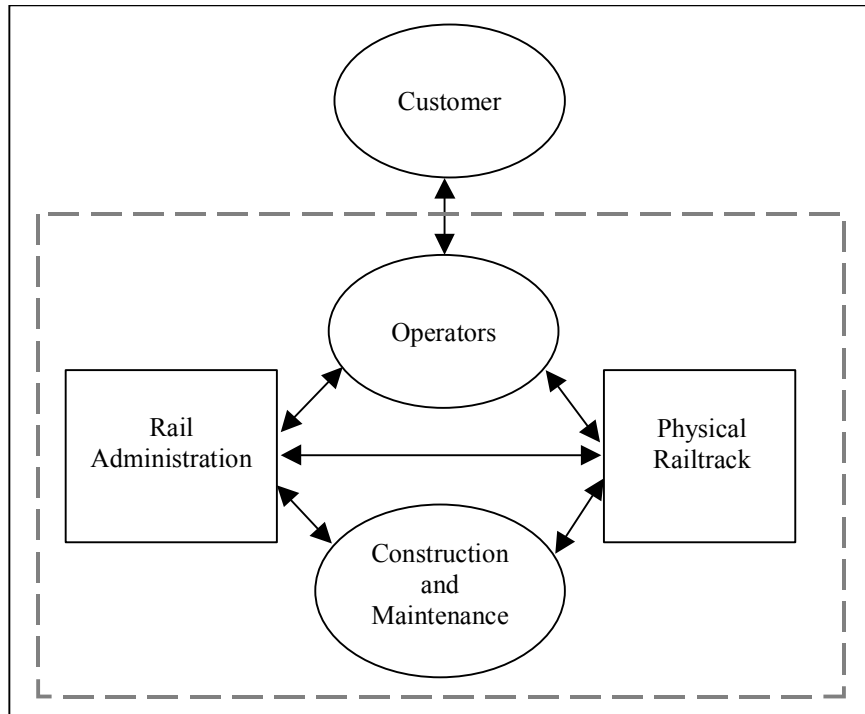 Customer
Operators
Rail
Administration
Physical
Railtrack
Construction
and
Maintenance